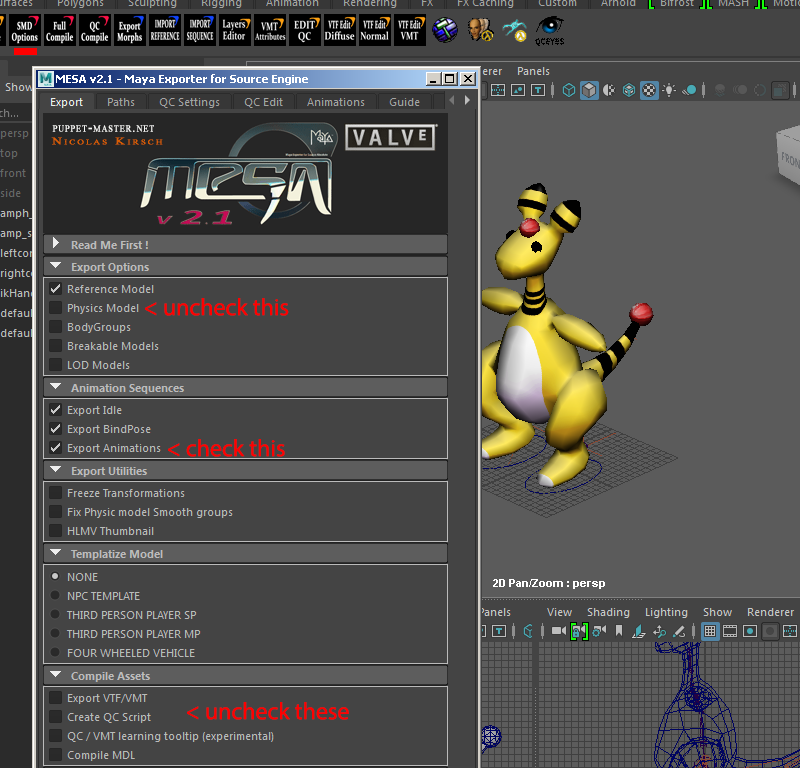 urfaces Polygons Sculpting Rigging Animation Rendering FX FX Caching Custom Arnold Bifrost MASH Motio
SMD Options
Full Compile
QC Compile
Export Morphs
IMPORT REFERENCE
IMPORT SEQUENCE
Layers Editor
VMT Attributes
EDIT QC
VTF Edit Diffuse
VTF Edit Normal
VTF Edit VMT
QCEYES
MESA v2.1 - Maya Exporter for Source Engine
Show
ch...
persp
top
front
side
amph_
amp_s
leftcor
rightco
ikHan
defaul
defaul
Export Paths QC Settings QC Edit Animations Guide
PUPPET-MASTER.NET
NICOLAS KIRSCH
MAYA
VALVE
MESA
v 2.1
Read Me First !
Export Options
Reference Model
Physics Model < uncheck this
BodyGroups
Breakable Models
LOD Models
Animation Sequences
Export Idle
Export BindPose
Export Animations < check this
Export Utilities
Freeze Transformations
Fix Physic model Smooth groups
HLMV Thumbnail
Templatize Model
NONE
NPC TEMPLATE
THIRD PERSON PLAYER SP
THIRD PERSON PLAYER MP
FOUR WHEELED VEHICLE
Compile Assets
Export VTF/VMT
Create QC Script < uncheck these
QC / VMT learning tooltip (experimental)
Compile MDL
erer Panels
FRON
2D Pan/Zoom : persp
Panels
View Shading Lighting Show Renderer